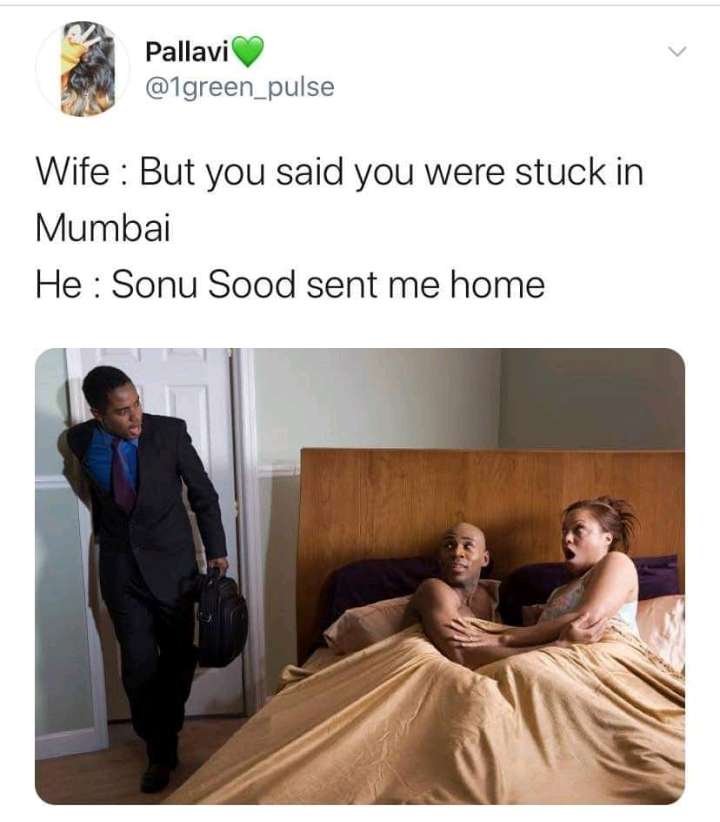 Pallavi💚
@1green_pulse
Wife : But you said you were stuck in
Mumbai
He : Sonu Sood sent me home